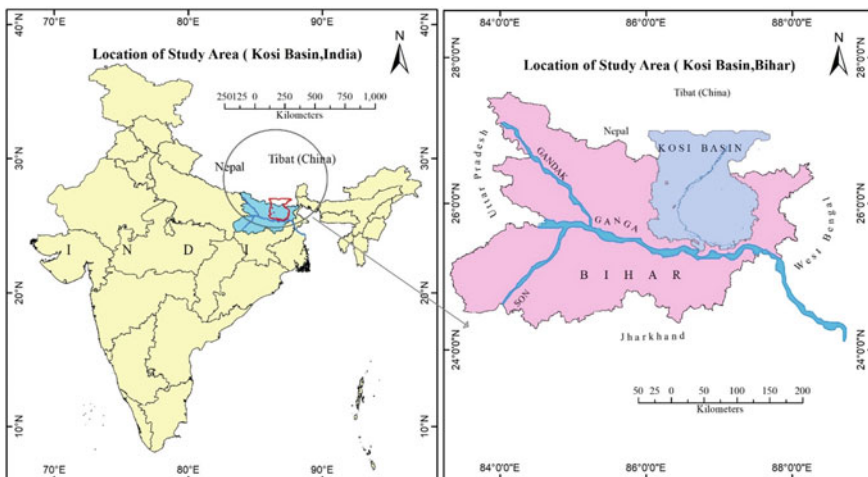 Location of Study Area ( Kosi Basin,India)
N
250125 0 250 500 750 1,000
Kilometers
Nepal
Tibat (China)
I N D I
40°N
30°N
20°N
10°N
40°N
30°N
20°N
10°N
70°E 80°E 90°E
84°0'0"E 86°0'0"E 88°0'0"E
N
Location of Study Area ( Kosi Basin,Bihar)
Tibat (China)
Nepal
KOSI BASIN
Uttar Pradesh
GANDAK
GANGA
West Bengal
BIHAR
SON
Jharkhand
50 25 0 50 100 150 200
Kilometers
28°0'0"N
26°0'0"N
24°0'0"N
28°0'0"N
26°0'0"N
24°0'0"N
84°0'0"E 86°0'0"E 88°0'0"E